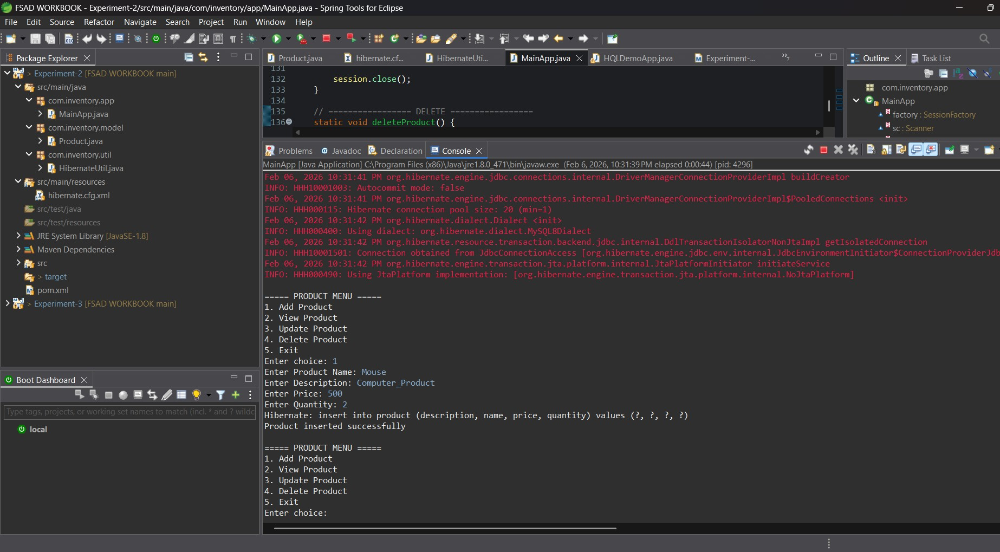 FSAD WORKBOOK - Experiment-2/src/main/java/com/inventory/app/MainApp.java - Spring Tools for Eclipse
File Edit Source Refactor Navigate Search Project Run Window Help
Package Explorer
> Experiment-2 [FSAD WORKBOOK main]
src/main/java
com.inventory.app
MainApp.java
com.inventory.model
Product.java
com.inventory.util
HibernateUtil.java
src/main/resources
hibernate.cfg.xml
src/test/java
src/test/resources
JRE System Library [JavaSE-1.8]
Maven Dependencies
src
> target
pom.xml
> Experiment-3 [FSAD WORKBOOK main]
Boot Dashboard
Type tags, projects, or working set names to match (incl. * and ? wildc
local
Product.java hibernate.cf... HibernateUti... MainApp.java HQLDemoApp.java Experiment-... »7
131
132 session.close();
133 }
134
135 // ================= DELETE =================
136 static void deleteProduct() {
Problems @ Javadoc Declaration Console
MainApp [Java Application] C:\Program Files (x86)\Java\jre1.8.0_471\bin\javaw.exe (Feb 6, 2026, 10:31:39 PM elapsed 0:00:44) [pid: 4296]
Feb 06, 2026 10:31:41 PM org.hibernate.engine.jdbc.connections.internal.DriverManagerConnectionProviderImpl buildCreator
INFO: HHH10001003: Autocommit mode: false
Feb 06, 2026 10:31:41 PM org.hibernate.engine.jdbc.connections.internal.DriverManagerConnectionProviderImpl$PooledConnections <init>
INFO: HHH000115: Hibernate connection pool size: 20 (min=1)
Feb 06, 2026 10:31:42 PM org.hibernate.dialect.Dialect <init>
INFO: HHH000400: Using dialect: org.hibernate.dialect.MySQL8Dialect
Feb 06, 2026 10:31:42 PM org.hibernate.resource.transaction.backend.jdbc.internal.DdlTransactionIsolatorNonJtaImpl getIsolatedConnection
INFO: HHH10001501: Connection obtained from JdbcConnectionAccess [org.hibernate.engine.jdbc.env.internal.JdbcEnvironmentInitiator$ConnectionProviderJdb
Feb 06, 2026 10:31:42 PM org.hibernate.engine.transaction.jta.platform.internal.JtaPlatformInitiator initiateService
INFO: HHH000490: Using JtaPlatform implementation: [org.hibernate.engine.transaction.jta.platform.internal.NoJtaPlatform]
===== PRODUCT MENU =====
1. Add Product
2. View Product
3. Update Product
4. Delete Product
5. Exit
Enter choice: 1
Enter Product Name: Mouse
Enter Description: Computer_Product
Enter Price: 500
Enter Quantity: 2
Hibernate: insert into product (description, name, price, quantity) values (?, ?, ?, ?)
Product inserted successfully
===== PRODUCT MENU =====
1. Add Product
2. View Product
3. Update Product
4. Delete Product
5. Exit
Enter choice:
Outline Task List
com.inventory.app
MainApp
factory : SessionFactory
sc : Scanner